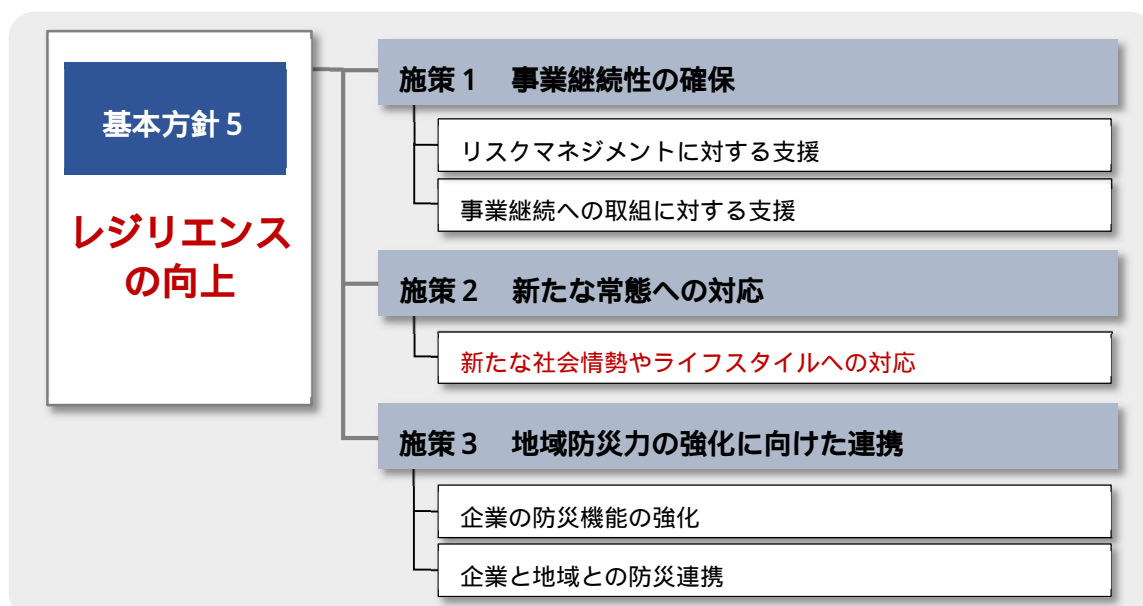 基本方針５
レジリエンス
の向上
施策１　事業継続性の確保
リスクマネジメントに対する支援
事業継続への取組に対する支援
施策２　新たな常態への対応
新たな社会情勢やライフスタイルへの対応
施策３　地域防災力の強化に向けた連携
企業の防災機能の強化
企業と地域との防災連携